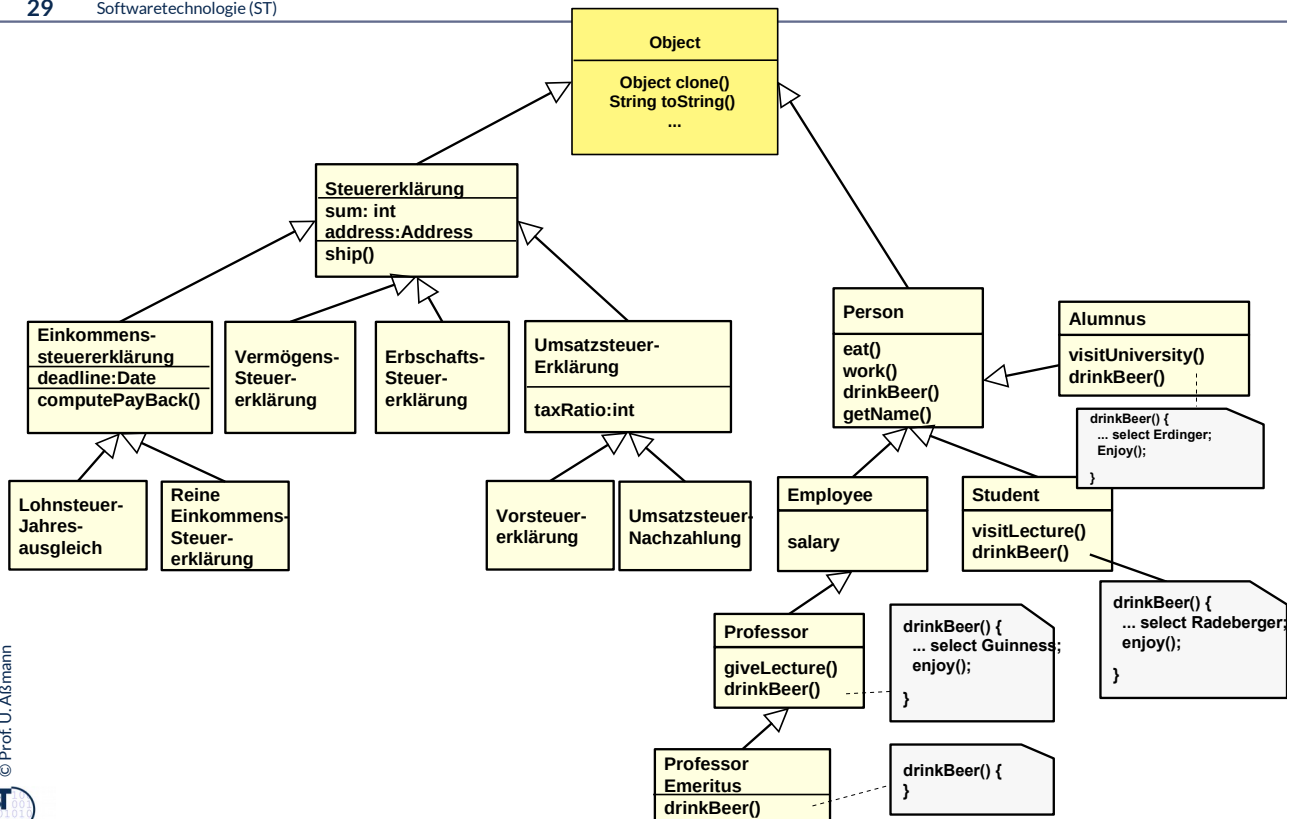 29 Softwaretechnologie (ST)
Object
Object clone()
String toString()
...
Steuererklärung
sum: int
address:Address
ship()
Einkommens-
steuererklärung
deadline:Date
computePayBack()
Vermögens-
Steuer-
erklärung
Erbschafts-
Steuer-
erklärung
Umsatzsteuer-
Erklärung
taxRatio:int
Person
eat()
work()
drinkBeer()
getName()
Alumnus
visitUniversity()
drinkBeer()
drinkBeer() {
... select Erdinger;
Enjoy();
}
Lohnsteuer-
Jahres-
ausgleich
Reine
Einkommens-
Steuer-
erklärung
Vorsteuer-
erklärung
Umsatzsteuer-
Nachzahlung
Employee
salary
Student
visitLecture()
drinkBeer()
drinkBeer() {
... select Radeberger;
enjoy();
}
Professor
giveLecture()
drinkBeer()
drinkBeer() {
... select Guinness;
enjoy();
}
Professor
Emeritus
drinkBeer()
drinkBeer() {
}
© Prof. U. Aßmann